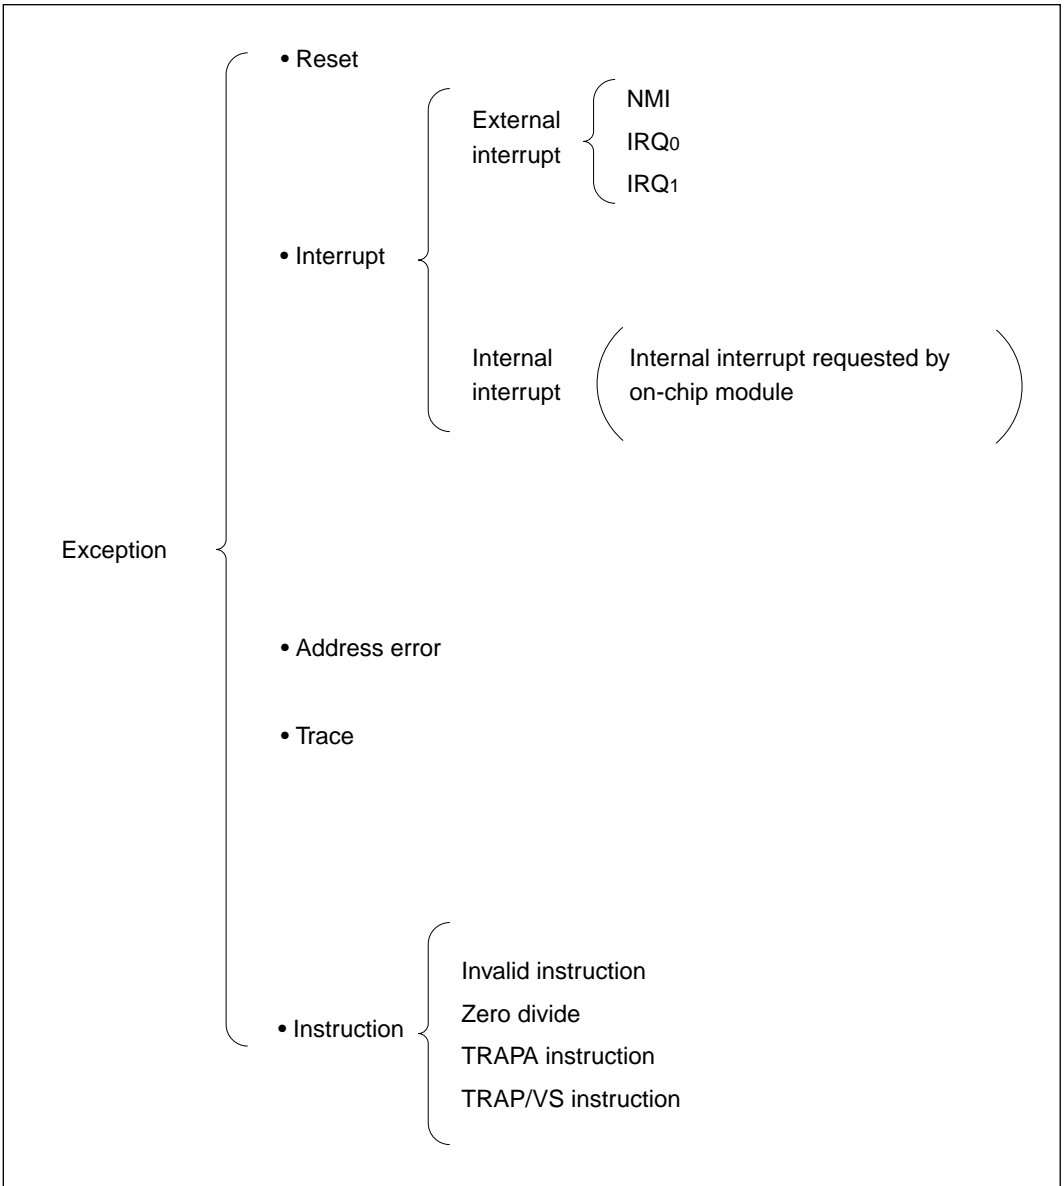 • Reset
External
interrupt
NMI
IRQ0
IRQ1
• Interrupt
Internal
interrupt
Internal interrupt requested by
on-chip module
Exception
• Address error
• Trace
• Instruction
Invalid instruction
Zero divide
TRAPA instruction
TRAP/VS instruction